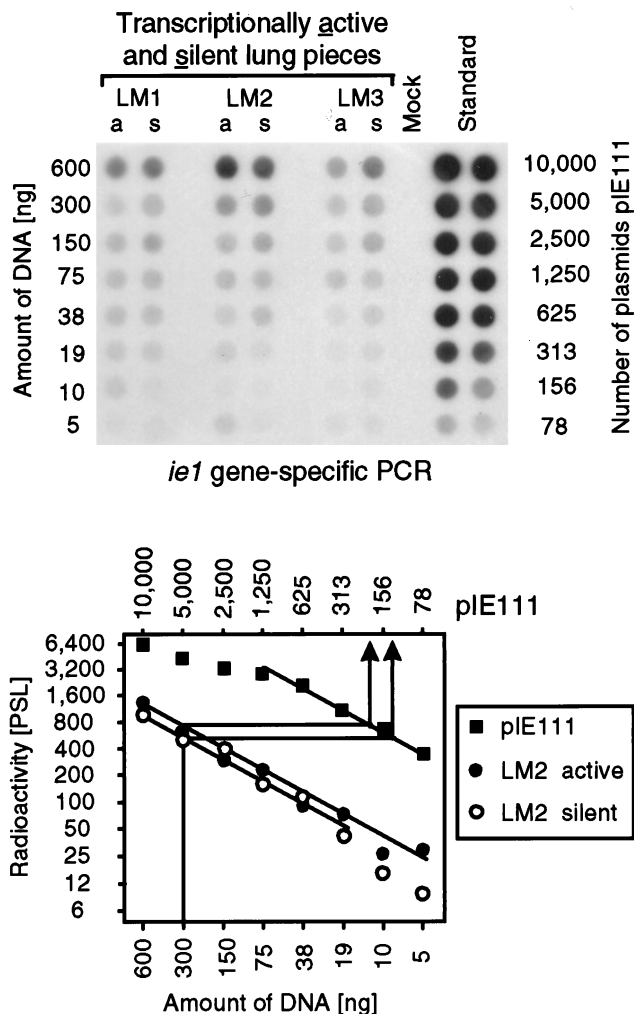 Transcriptionally active
and silent lung pieces
LM1 LM2 LM3 Mock Standard
a s a s a s
Amount of DNA [ng]
Number of plasmids pIE111
600 10,000
300 5,000
150 2,500
75 1,250
38 625
19 313
10 156
5 78
ie1 gene-specific PCR
10,000 5,000 2,500 1,250 625 313 156 78 pIE111
Radioactivity [PSL]
6,400
3,200
1,600
800
400
200
100
50
25
12
6
pIE111
LM2 active
LM2 silent
600 300 150 75 38 19 10 5
Amount of DNA [ng]